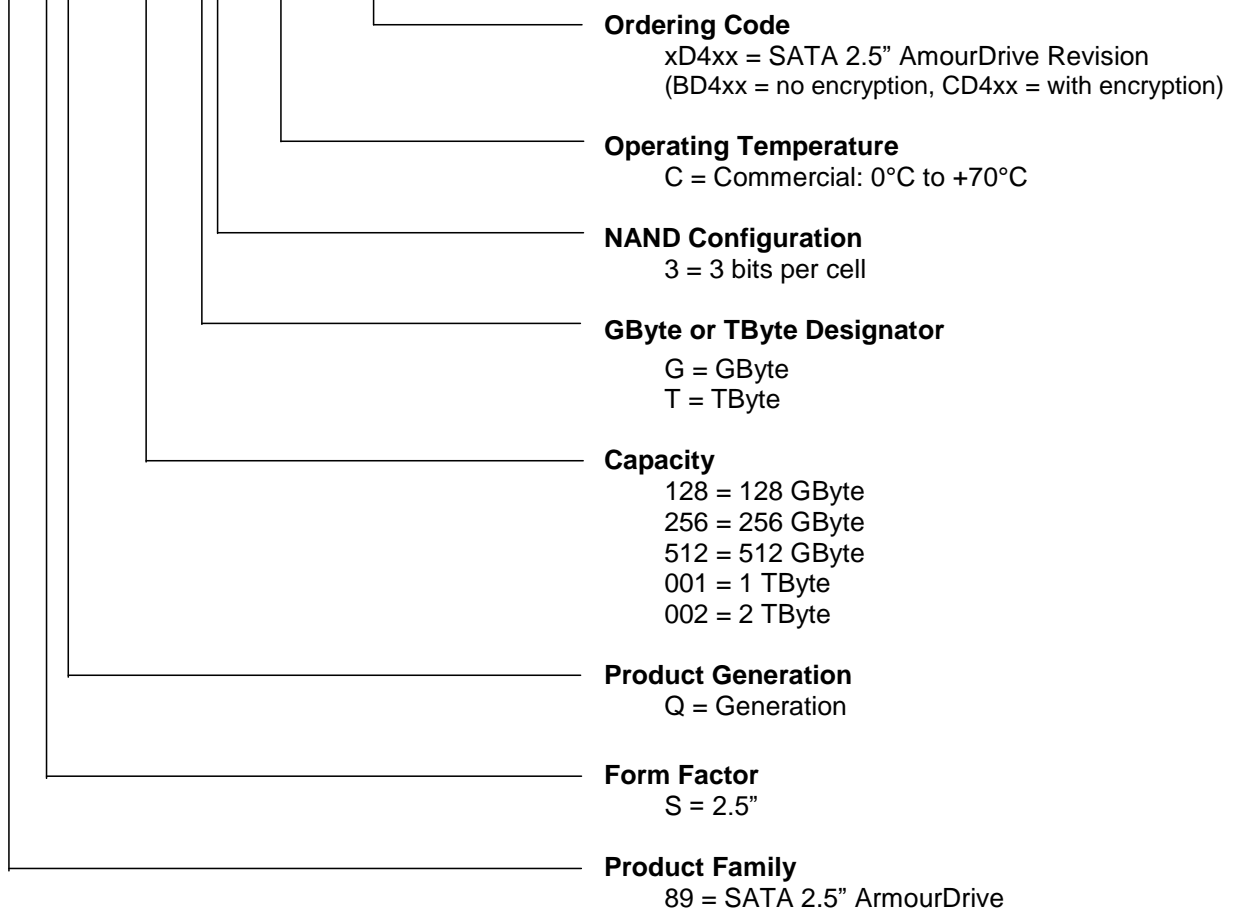 Ordering Code
xD4xx = SATA 2.5” AmourDrive Revision
(BD4xx = no encryption, CD4xx = with encryption)
Operating Temperature
C = Commercial: 0°C to +70°C
NAND Configuration
3 = 3 bits per cell
GByte or TByte Designator
G = GByte
T = TByte
Capacity
128 = 128 GByte
256 = 256 GByte
512 = 512 GByte
001 = 1 TByte
002 = 2 TByte
Product Generation
Q = Generation
Form Factor
S = 2.5”
Product Family
89 = SATA 2.5” ArmourDrive